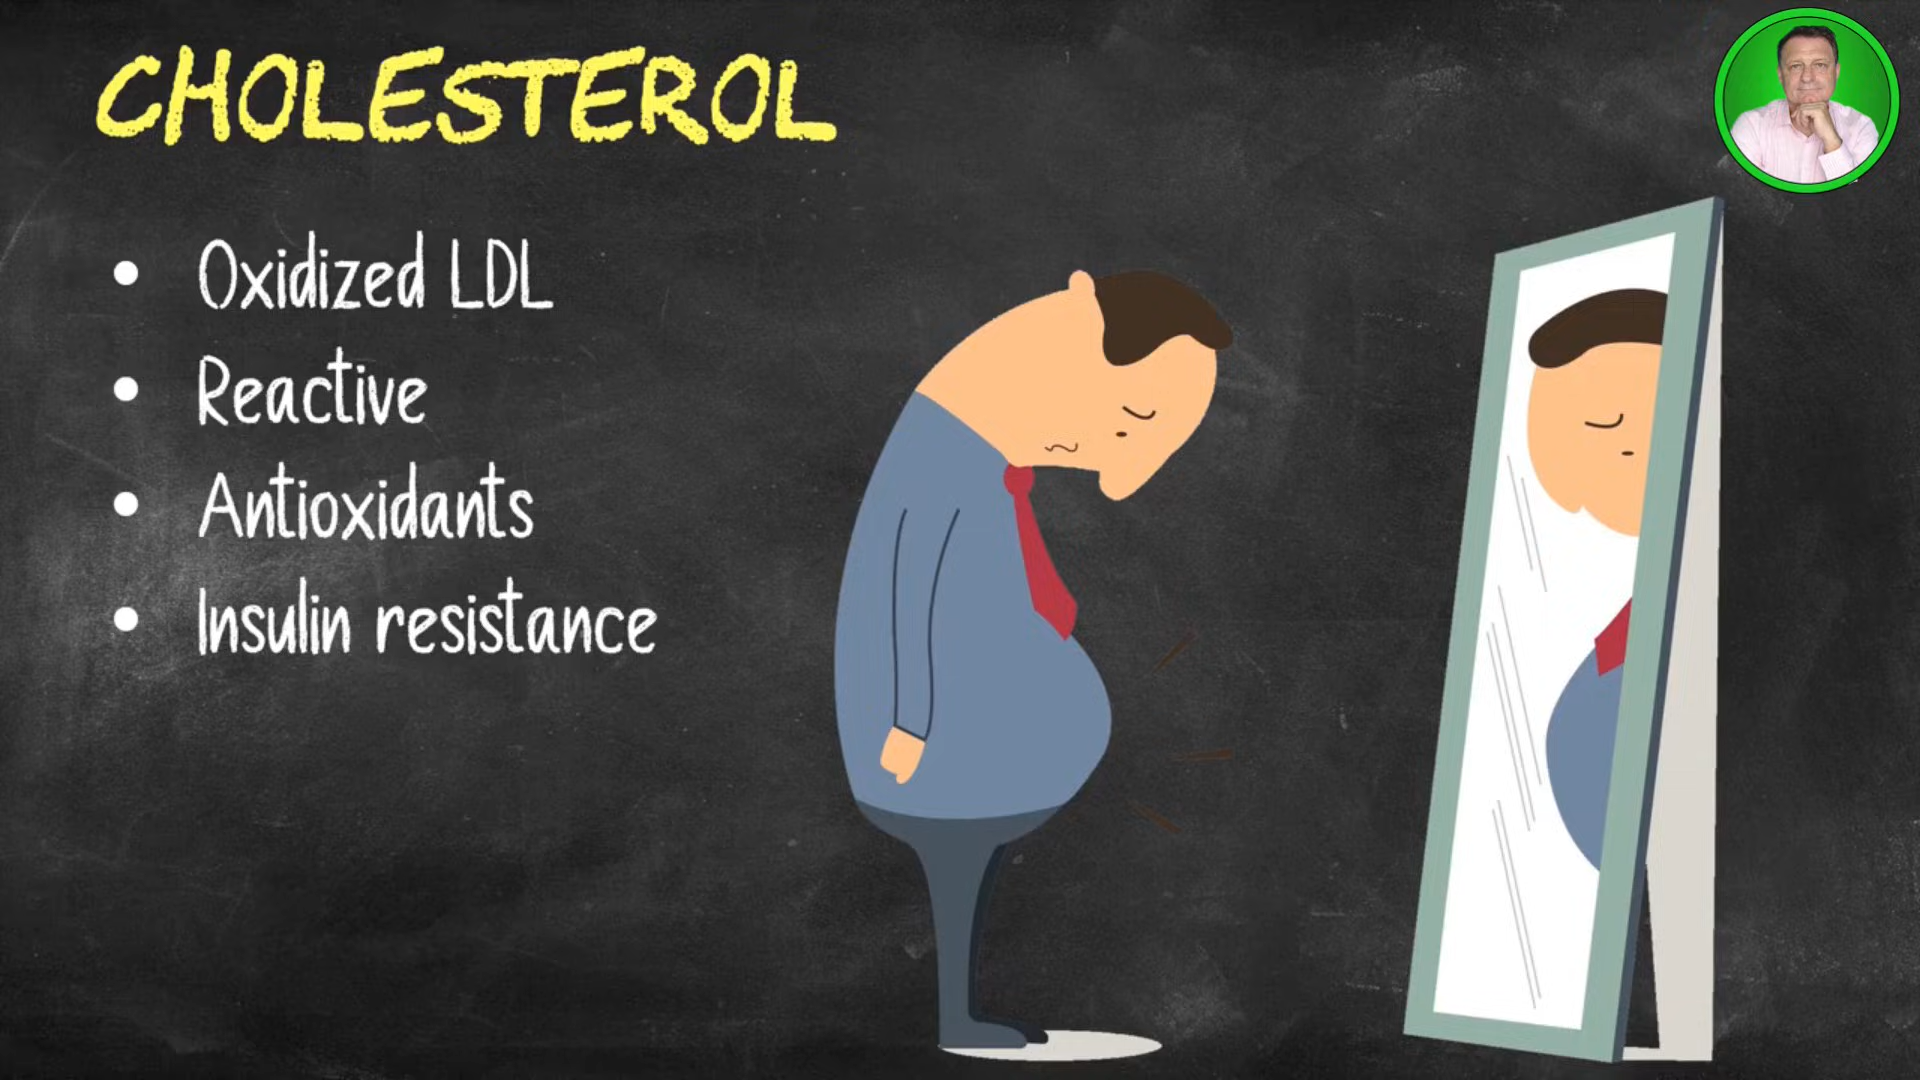 CHOLESTEROL
• Oxidized LDL
• Reactive
• Antioxidants
• Insulin resistance